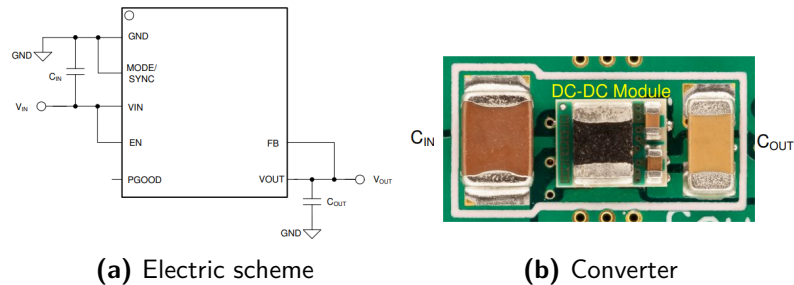 GND
GND
C_IN
MODE/
SYNC
V_IN
VIN
EN
FB
PGOOD
VOUT
V_OUT
C_OUT
GND
(a) Electric scheme
DC-DC Module
C_IN
C_OUT
(b) Converter